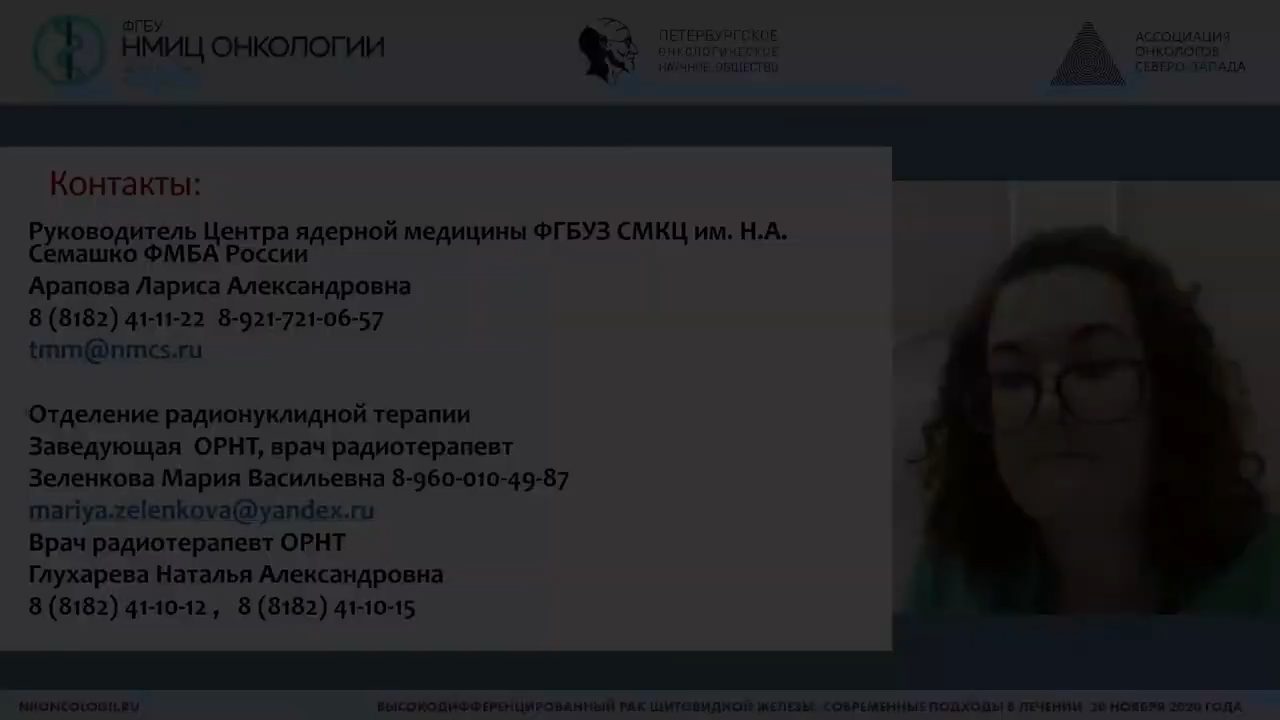 ФГБУ
НМИЦ ОНКОЛОГИИ
ПЕТЕРБУРГСКОЕ
ОНКОЛОГИЧЕСКОЕ
НАУЧНОЕ ОБЩЕСТВО
АССОЦИАЦИЯ
ОНКОЛОГОВ
СЕВЕРО-ЗАПАДА
Контакты:
Руководитель Центра ядерной медицины ФГБУЗ СМКЦ им. Н.А.
Семашко ФМБА России
Арапова Лариса Александровна
8 (8182) 41-11-22 8-921-721-06-57
tmm@nmcs.ru
Отделение радионуклидной терапии
Заведующая ОРНТ, врач радиотерапевт
Зеленкова Мария Васильевна 8-960-010-49-87
mariya.zelenkova@yandex.ru
Врач радиотерапевт ОРНТ
Глухарева Наталья Александровна
8 (8182) 41-10-12 , 8 (8182) 41-10-15
NIIONCOLOGII.RU
ВЫСОКОДИФФЕРЕНЦИРОВАННЫЙ РАК ЩИТОВИДНОЙ ЖЕЛЕЗЫ. СОВРЕМЕННЫЕ ПОДХОДЫ В ЛЕЧЕНИИ 20 НОЯБРЯ 2020 ГОДА